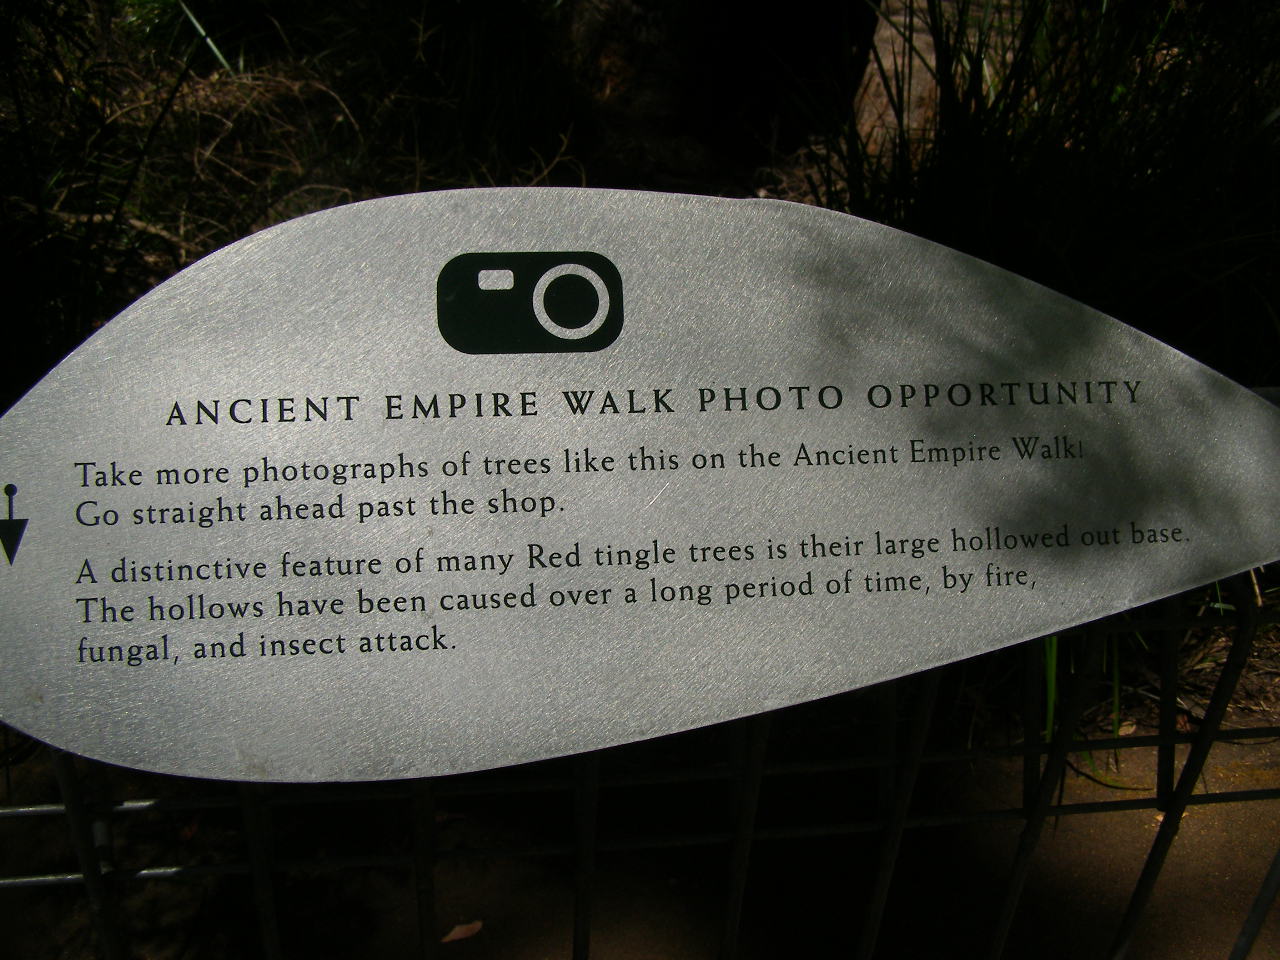 ANCIENT EMPIRE WALK PHOTO OPPORTUNITY
Take more photographs of trees like this on the Ancient Empire Walk!
Go straight ahead past the shop.
A distinctive feature of many Red tingle trees is their large hollowed out base.
The hollows have been caused over a long period of time, by fire,
fungal, and insect attack.